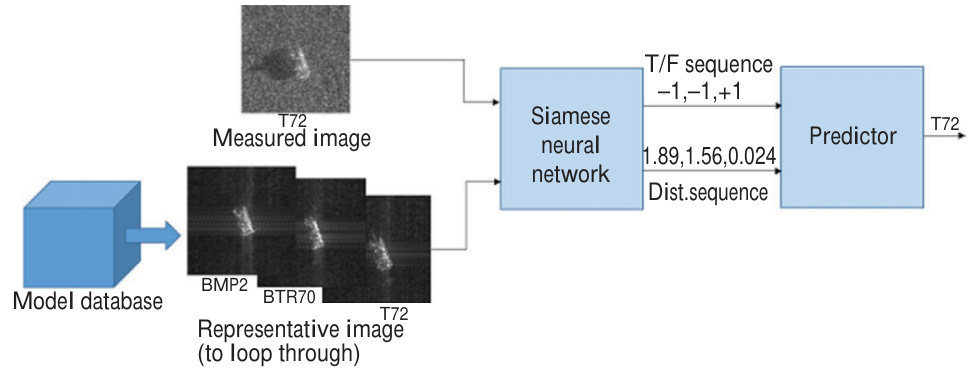 T72
Measured image
Model database
BMP2
BTR70
T72
Representative image
(to loop through)
Siamese
neural
network
T/F sequence
−1,−1,+1
1.89,1.56,0.024
Dist.sequence
Predictor
T72